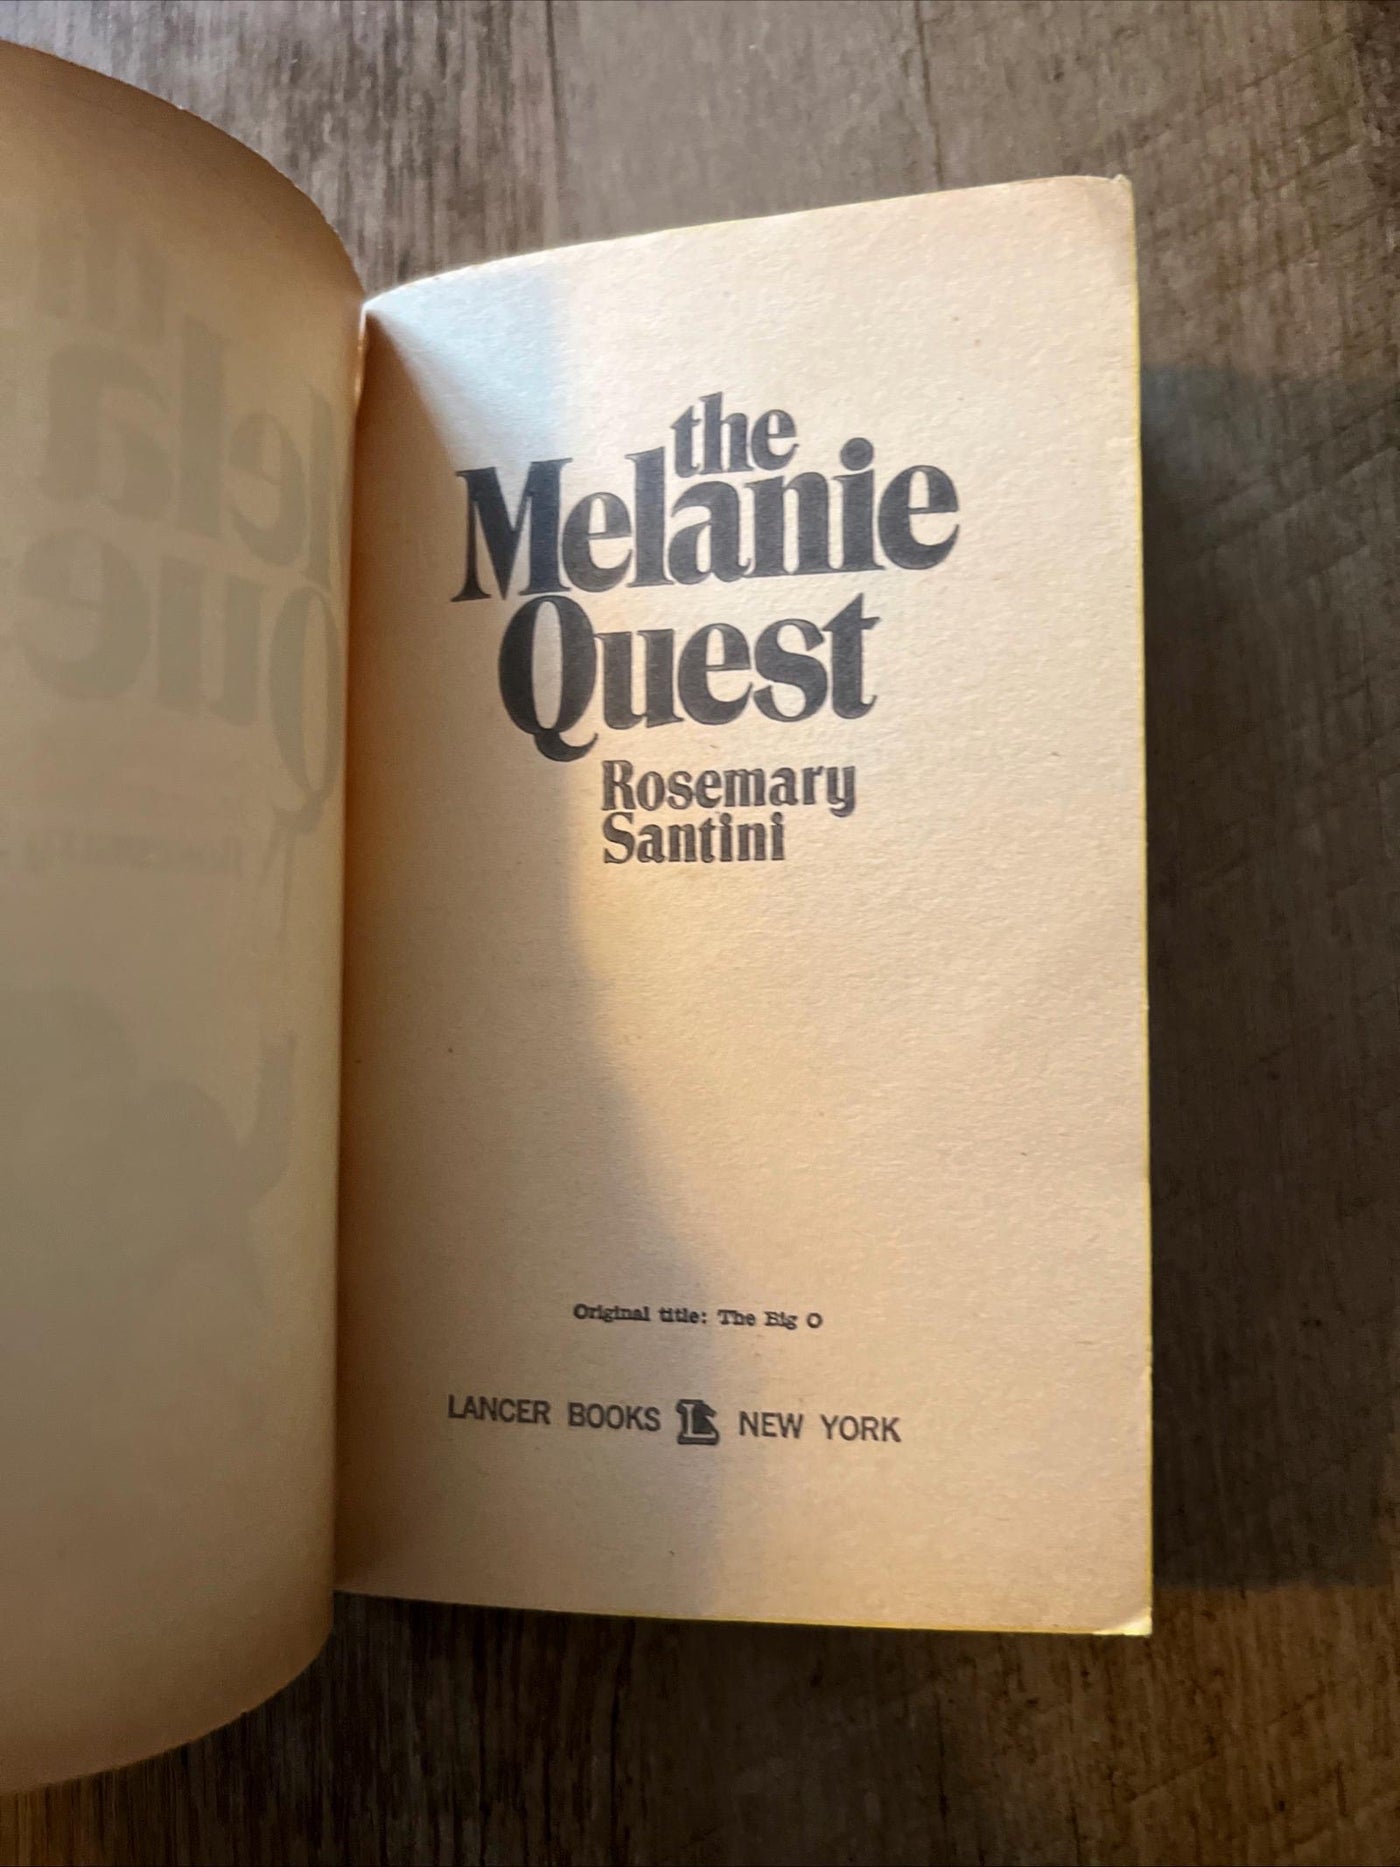 the
Melanie
Quest
Rosemary
Santini
Original title: The Big O
LANCER BOOKS L NEW YORK